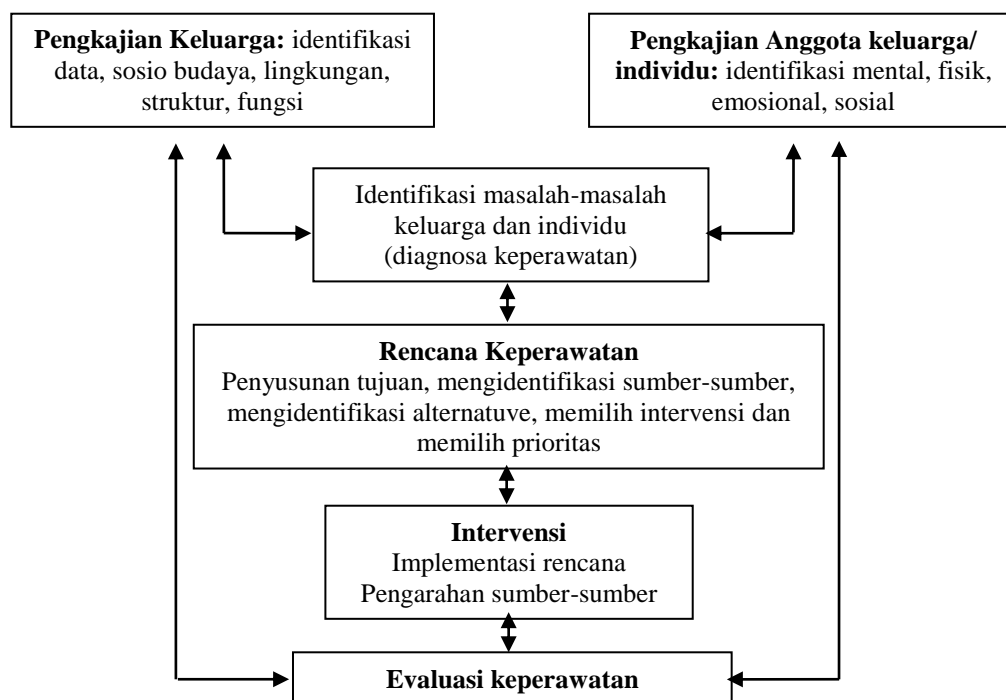 Pengkajian Keluarga: identifikasi
data, sosio budaya, lingkungan,
struktur, fungsi
Pengkajian Anggota keluarga/
individu: identifikasi mental, fisik,
emosional, sosial
Identifikasi masalah-masalah
keluarga dan individu
(diagnosa keperawatan)
Rencana Keperawatan
Penyusunan tujuan, mengidentifikasi sumber-sumber,
mengidentifikasi alternatuve, memilih intervensi dan
memilih prioritas
Intervensi
Implementasi rencana
Pengarahan sumber-sumber
Evaluasi keperawatan